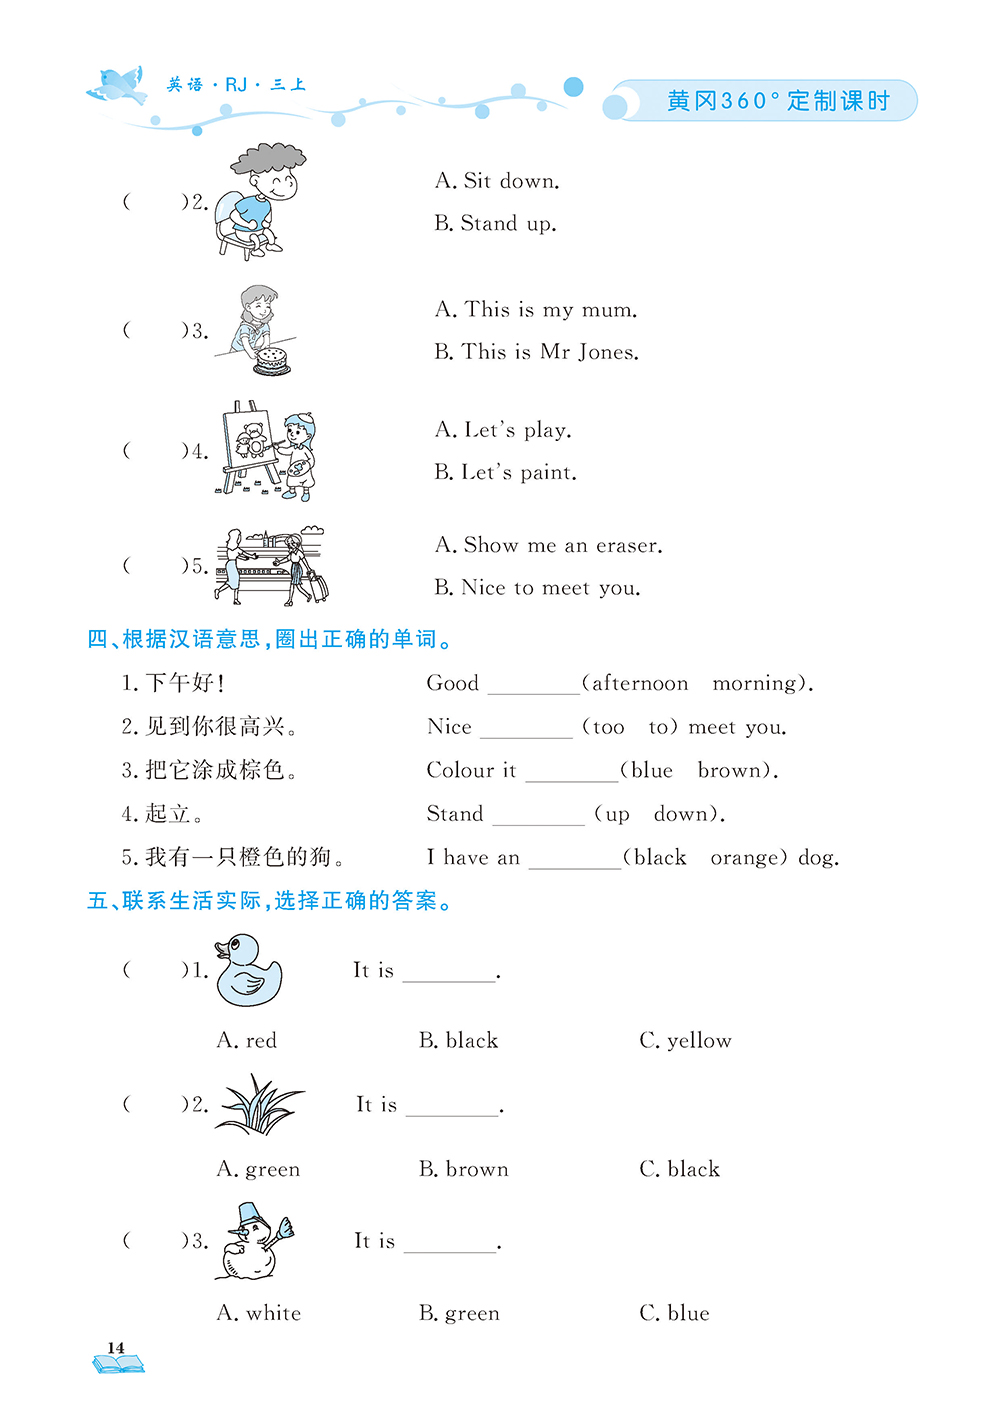 英语·RJ·三上
黄冈360°定制课时
(  )2.
A. Sit down.
B. Stand up.
(  )3.
A. This is my mum.
B. This is Mr Jones.
(  )4.
A. Let's play.
B. Let's paint.
(  )5.
A. Show me an eraser.
B. Nice to meet you.
四、根据汉语意思,圈出正确的单词。
1. 下午好! Good ________(afternoon  morning).
2. 见到你很高兴。 Nice ________ (too  to) meet you.
3. 把它涂成棕色。 Colour it ________(blue  brown).
4. 起立。 Stand ________ (up  down).
5. 我有一只橙色的狗。 I have an ________(black  orange) dog.
五、联系生活实际,选择正确的答案。
(  )1. It is ________.
A. red B. black C. yellow
(  )2. It is ________.
A. green B. brown C. black
(  )3. It is ________.
A. white B. green C. blue
14